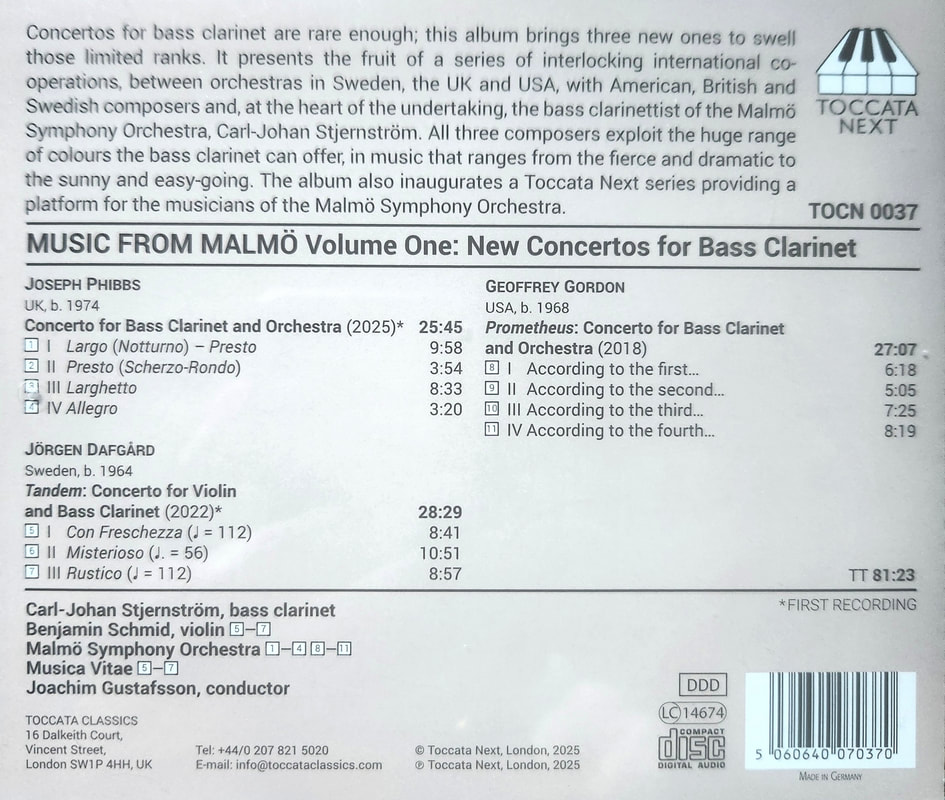 Concertos for bass clarinet are rare enough; this album brings three new ones to swell
those limited ranks. It presents the fruit of a series of interlocking international co-
operations, between orchestras in Sweden, the UK and USA, with American, British and
Swedish composers and, at the heart of the undertaking, the bass clarinettist of the Malmö
Symphony Orchestra, Carl-Johan Stjernström. All three composers exploit the huge range
of colours the bass clarinet can offer, in music that ranges from the fierce and dramatic to
the sunny and easy-going. The album also inaugurates a Toccata Next series providing a
platform for the musicians of the Malmö Symphony Orchestra.
TOCCATA
NEXT
TOCN 0037
MUSIC FROM MALMÖ Volume One: New Concertos for Bass Clarinet
JOSEPH PHIBBS
UK, b. 1974
Concerto for Bass Clarinet and Orchestra (2025)* 25:45
1 I Largo (Notturno) – Presto 9:58
2 II Presto (Scherzo-Rondo) 3:54
3 III Larghetto 8:33
4 IV Allegro 3:20
JÖRGEN DAFGÅRD
Sweden, b. 1964
Tandem: Concerto for Violin
and Bass Clarinet (2022)* 28:29
5 I Con Freschezza (♩ = 112) 8:41
6 II Misterioso (♩. = 56) 10:51
7 III Rustico (♩ = 112) 8:57
GEOFFREY GORDON
USA, b. 1968
Prometheus: Concerto for Bass Clarinet
and Orchestra (2018) 27:07
8 I According to the first... 6:18
9 II According to the second... 5:05
10 III According to the third... 7:25
11 IV According to the fourth... 8:19
TT 81:23
*FIRST RECORDING
Carl-Johan Stjernström, bass clarinet
Benjamin Schmid, violin 5–7
Malmö Symphony Orchestra 1–4 8–11
Musica Vitae 5–7
Joachim Gustafsson, conductor
TOCCATA CLASSICS
16 Dalkeith Court,
Vincent Street,
London SW1P 4HH, UK
Tel: +44/0 207 821 5020
E-mail: info@toccataclassics.com
© Toccata Next, London, 2025
℗ Toccata Next, London, 2025
DDD
LC 14674
COMPACT
disc
DIGITAL AUDIO
5 060640 070370
MADE IN GERMANY